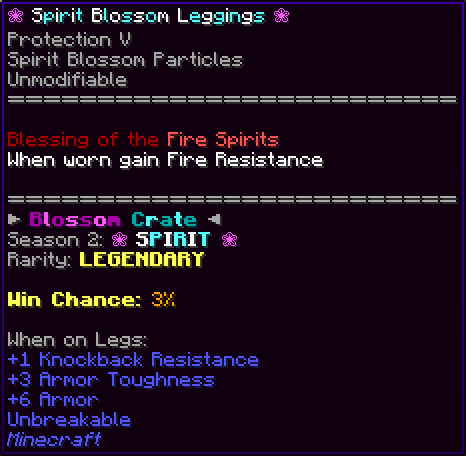 ❀ Spirit Blossom Leggings ❀
Protection V
Spirit Blossom Particles
Unmodifiable
==================================
Blessing of the Fire Spirits
When worn gain Fire Resistance
==================================
► Blossom Crate ◄
Season 2: ❀ SPIRIT ❀
Rarity: LEGENDARY
Win Chance: 3%
When on Legs:
+1 Knockback Resistance
+3 Armor Toughness
+6 Armor
Unbreakable
Minecraft